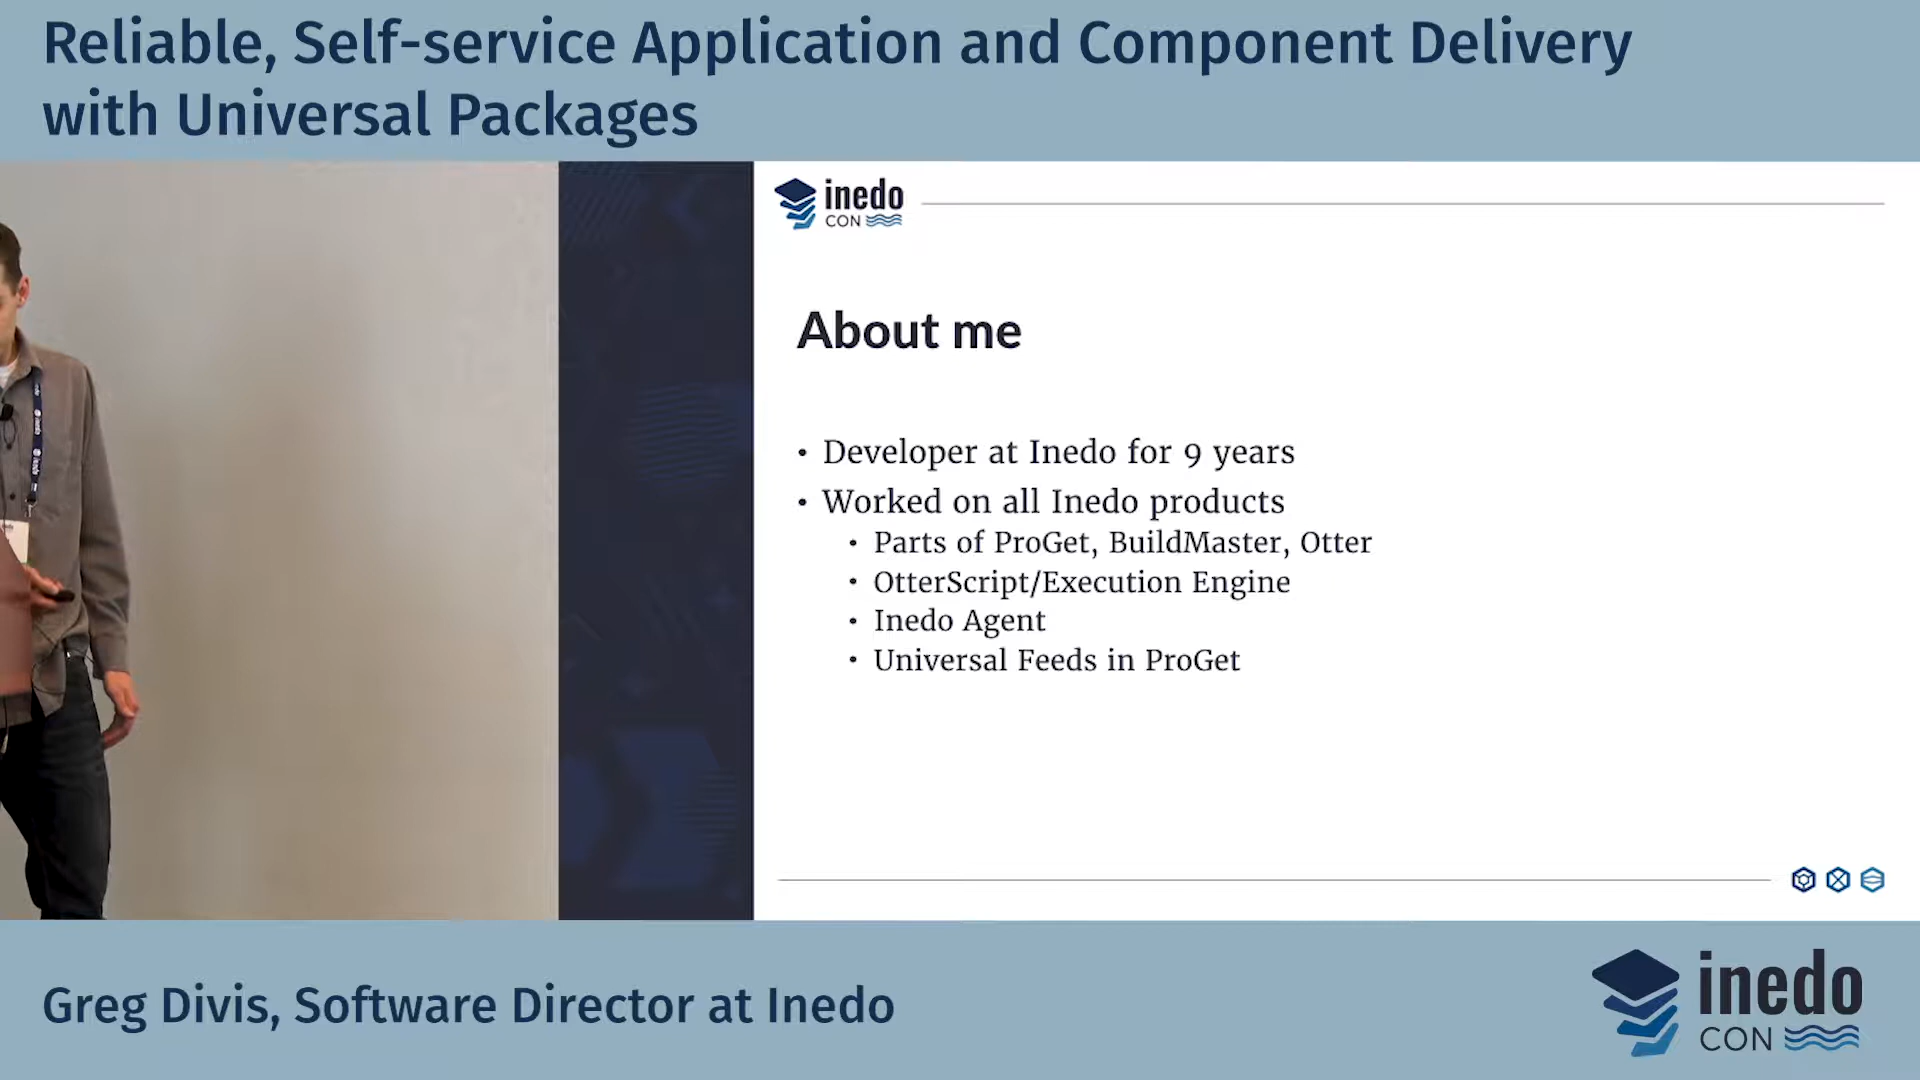 Reliable, Self-service Application and Component Delivery
with Universal Packages
inedo
CON
About me
• Developer at Inedo for 9 years
• Worked on all Inedo products
• Parts of ProGet, BuildMaster, Otter
• OtterScript/Execution Engine
• Inedo Agent
• Universal Feeds in ProGet
Greg Divis, Software Director at Inedo
inedo
CON